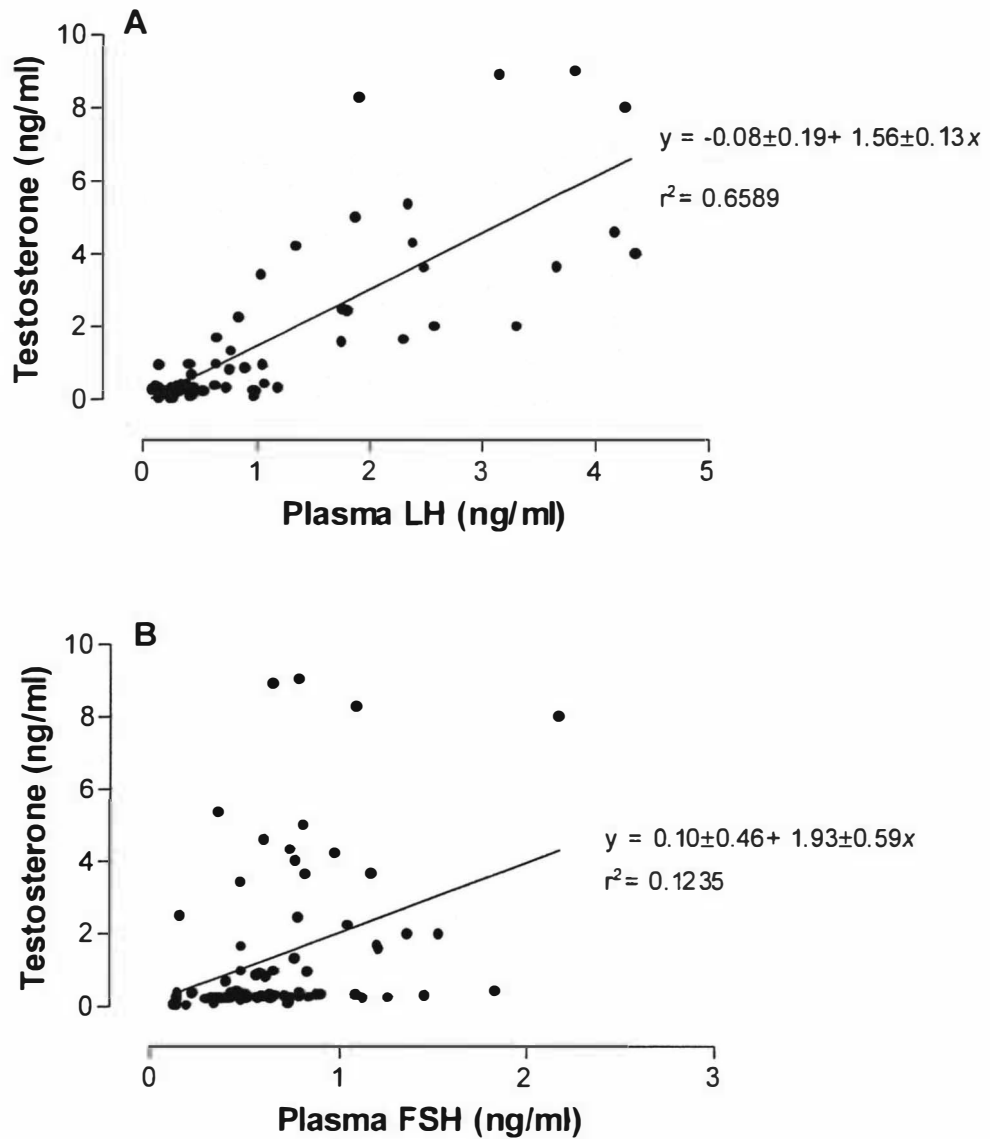 A
10
8
6
4
2
0
Testosterone (ng/ml)
y = -0.08±0.19+ 1.56±0.13x
r²= 0.6589
0 1 2 3 4 5
Plasma LH (ng/ml)
B
10
8
6
4
2
0
Testosterone (ng/ml)
y = 0.10±0.46+ 1.93±0.59x
r²= 0.1235
0 1 2 3
Plasma FSH (ng/ml)